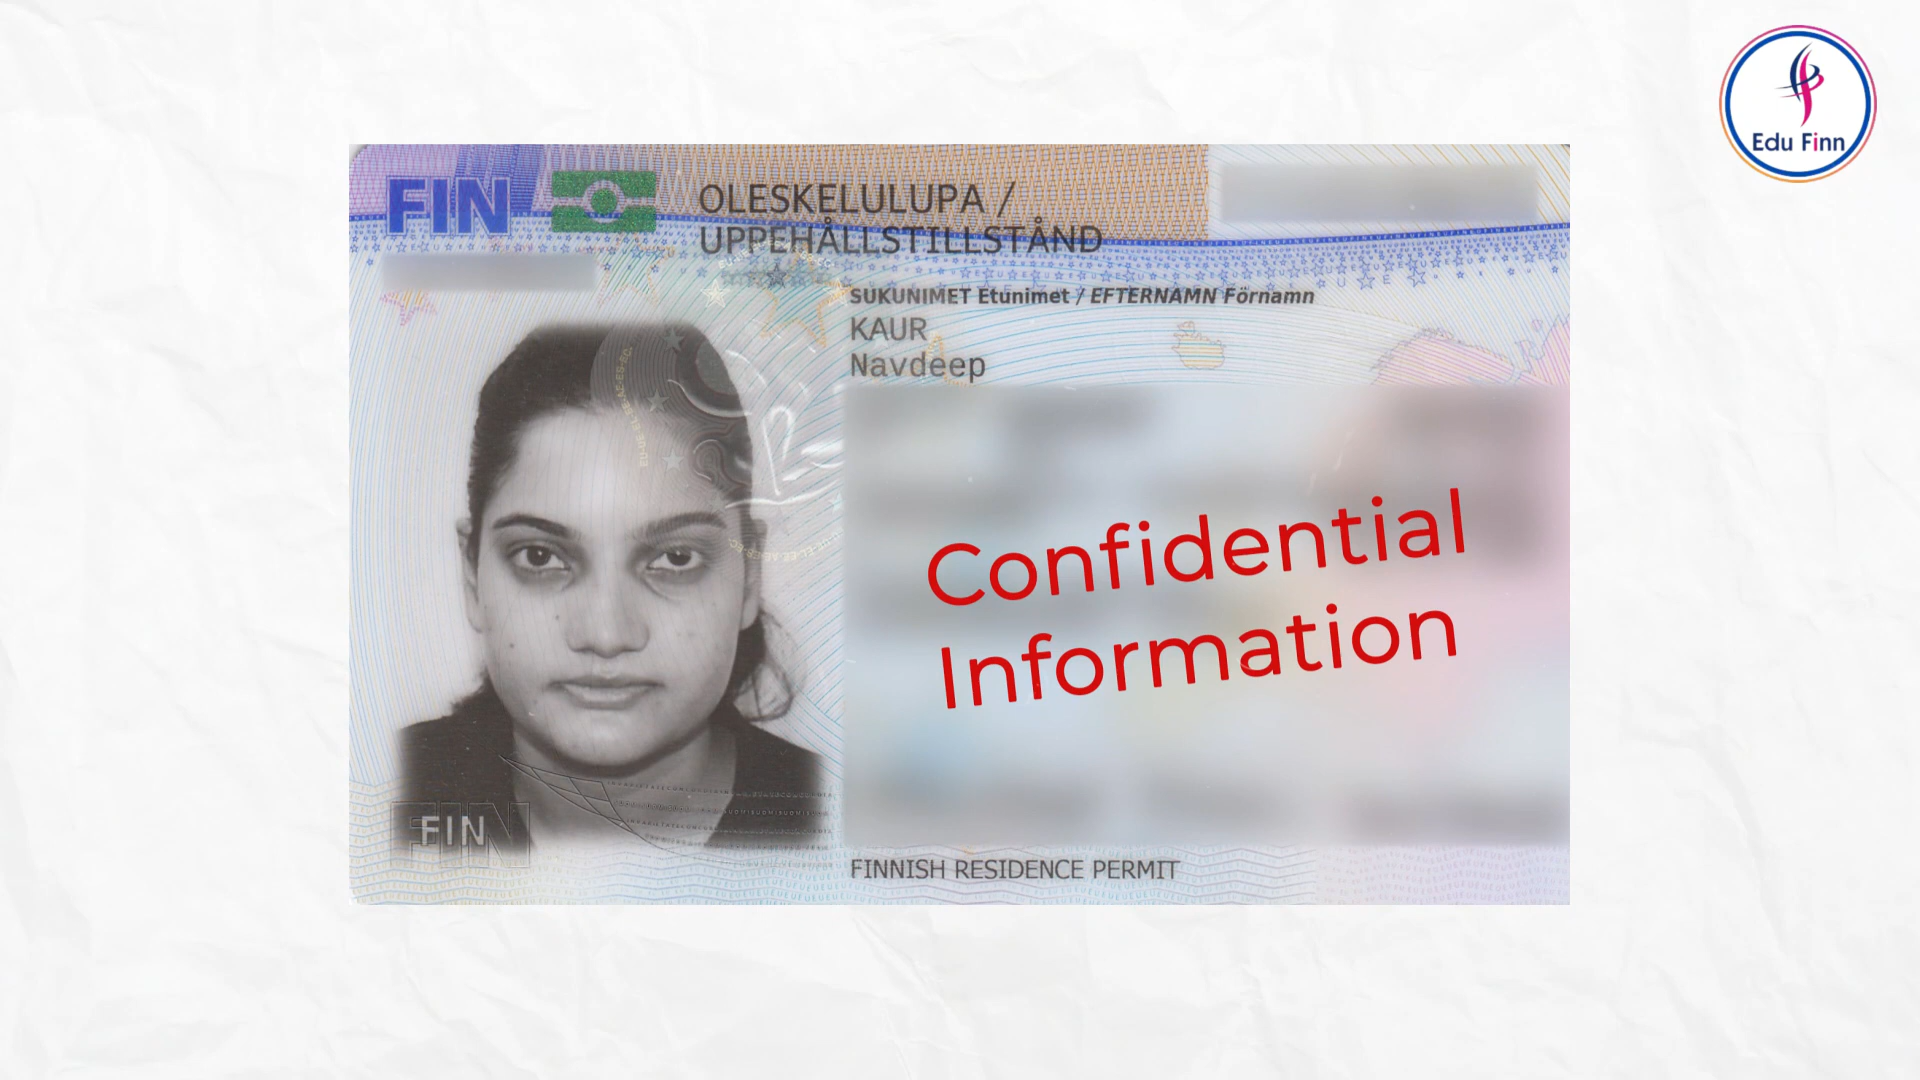 Edu Finn
FIN
OLESKELULUPA /
UPPEHÅLLSTILLSTÅND
SUKUNIMET Etunimet / EFTERNAMN Förnamn
KAUR
Navdeep
Confidential
Information
FIN
FINNISH RESIDENCE PERMIT